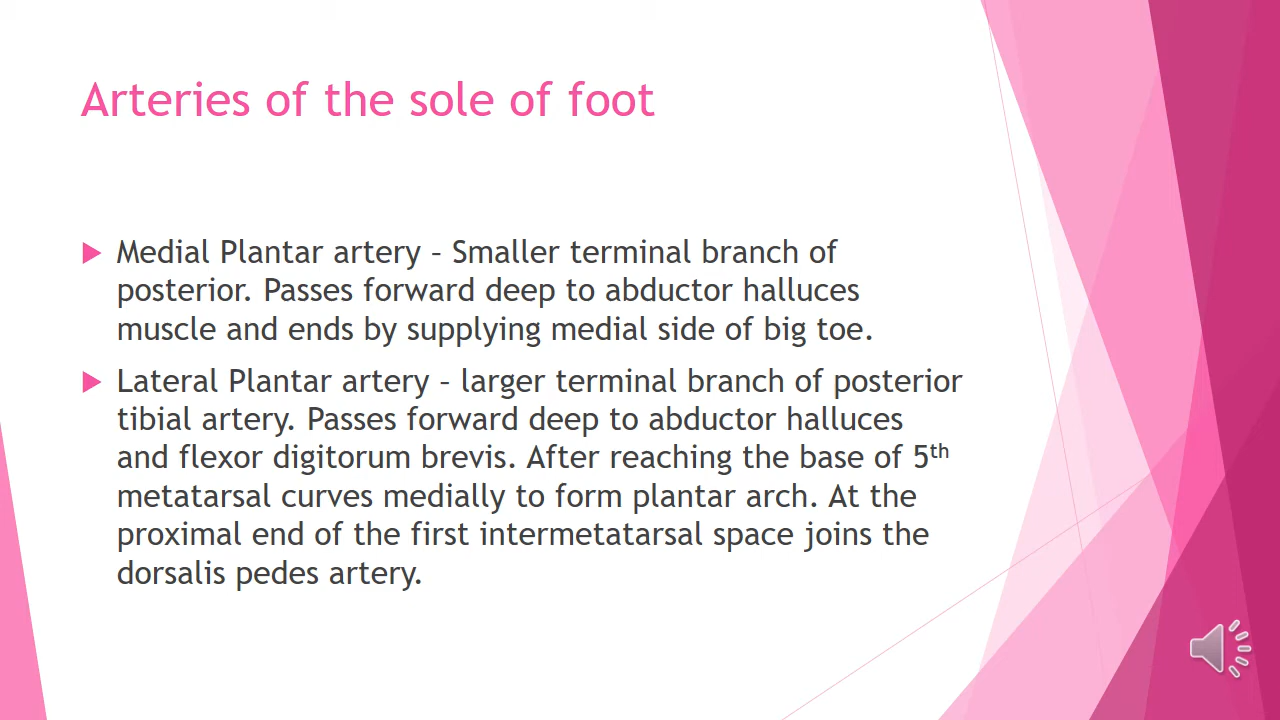 Arteries of the sole of foot
Medial Plantar artery – Smaller terminal branch of
posterior. Passes forward deep to abductor halluces
muscle and ends by supplying medial side of big toe.
Lateral Plantar artery – larger terminal branch of posterior
tibial artery. Passes forward deep to abductor halluces
and flexor digitorum brevis. After reaching the base of 5th
metatarsal curves medially to form plantar arch. At the
proximal end of the first intermetatarsal space joins the
dorsalis pedes artery.